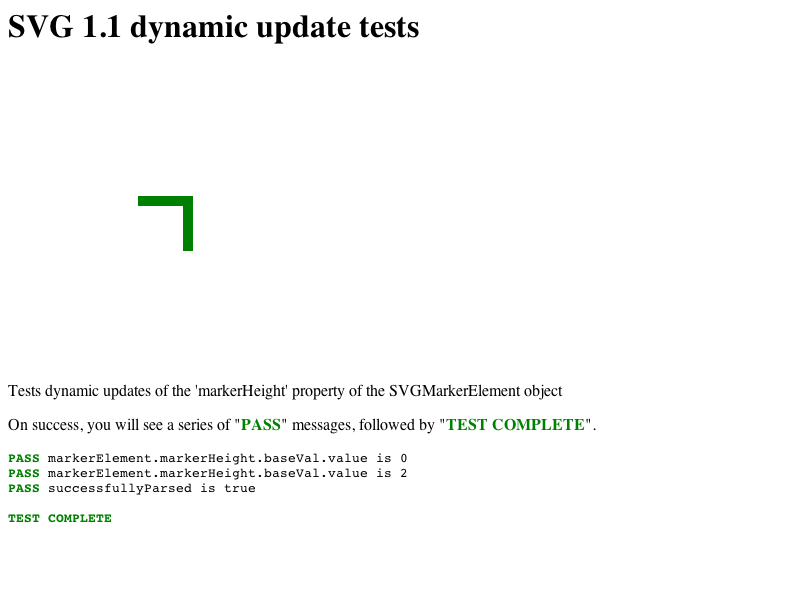 SVG 1.1 dynamic update tests
Tests dynamic updates of the 'markerHeight' property of the SVGMarkerElement object
On success, you will see a series of "PASS" messages, followed by "TEST COMPLETE".
PASS markerElement.markerHeight.baseVal.value is 0
PASS markerElement.markerHeight.baseVal.value is 2
PASS successfullyParsed is true
TEST COMPLETE